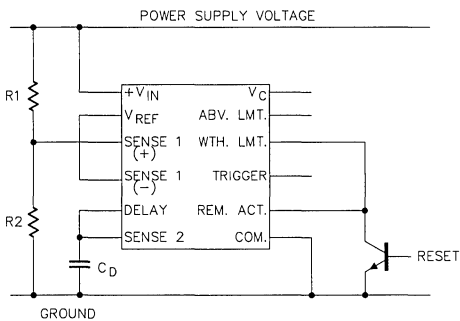 POWER SUPPLY VOLTAGE
R1
R2
+VIN
VREF
SENSE 1
(+)
SENSE 1
(−)
DELAY
SENSE 2
VC
ABV. LMT.
WTH. LMT.
TRIGGER
REM. ACT.
COM.
CD
RESET
GROUND